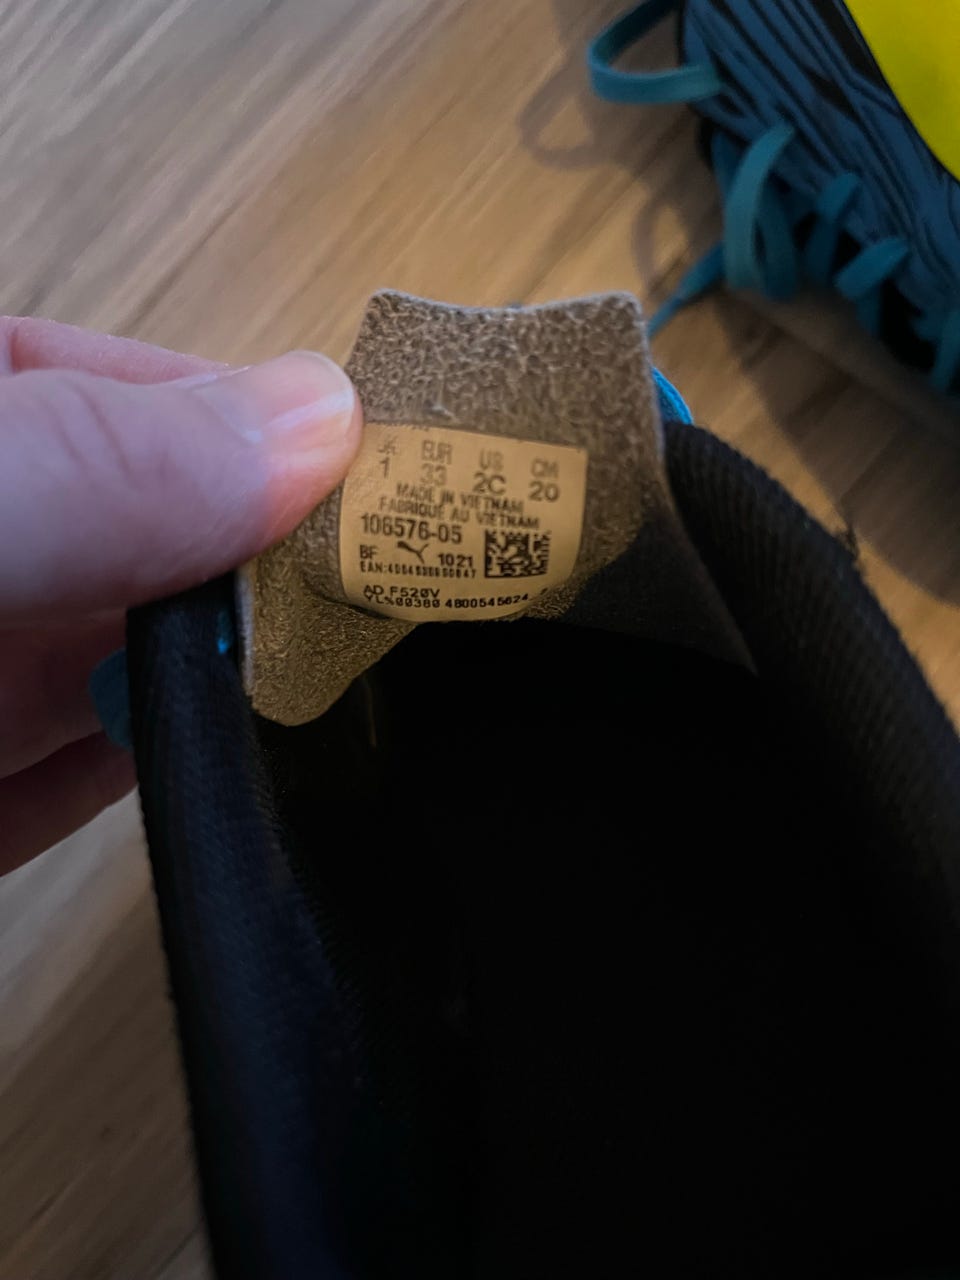 UK EUR US CM
1 33 2C 20
MADE IN VIETNAM
FABRIQUE AU VIETNAM
106576-05
BF 1021
AD F520V